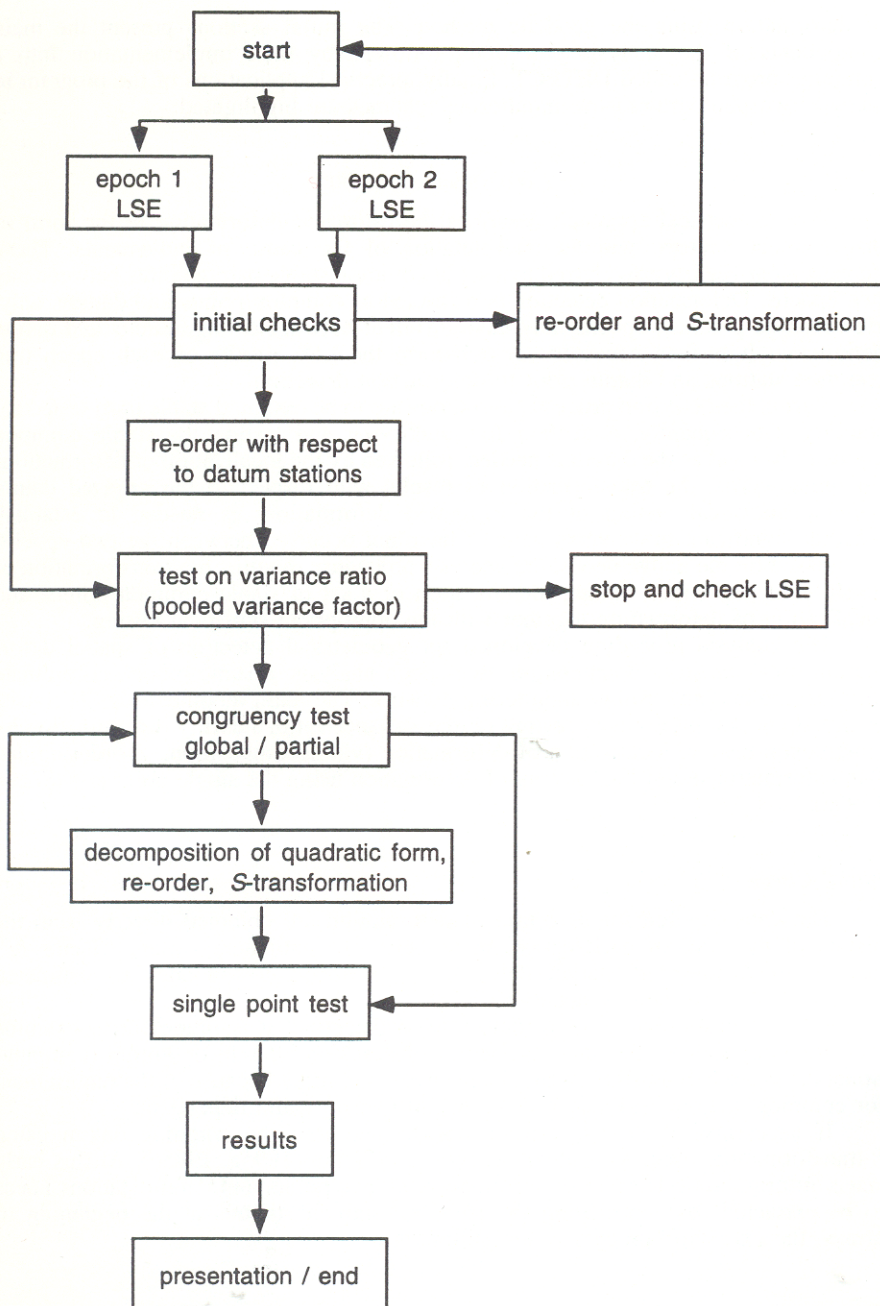 start
epoch 1
LSE
epoch 2
LSE
initial checks
re-order and S-transformation
re-order with respect
to datum stations
test on variance ratio
(pooled variance factor)
stop and check LSE
congruency test
global / partial
decomposition of quadratic form,
re-order, S-transformation
single point test
results
presentation / end